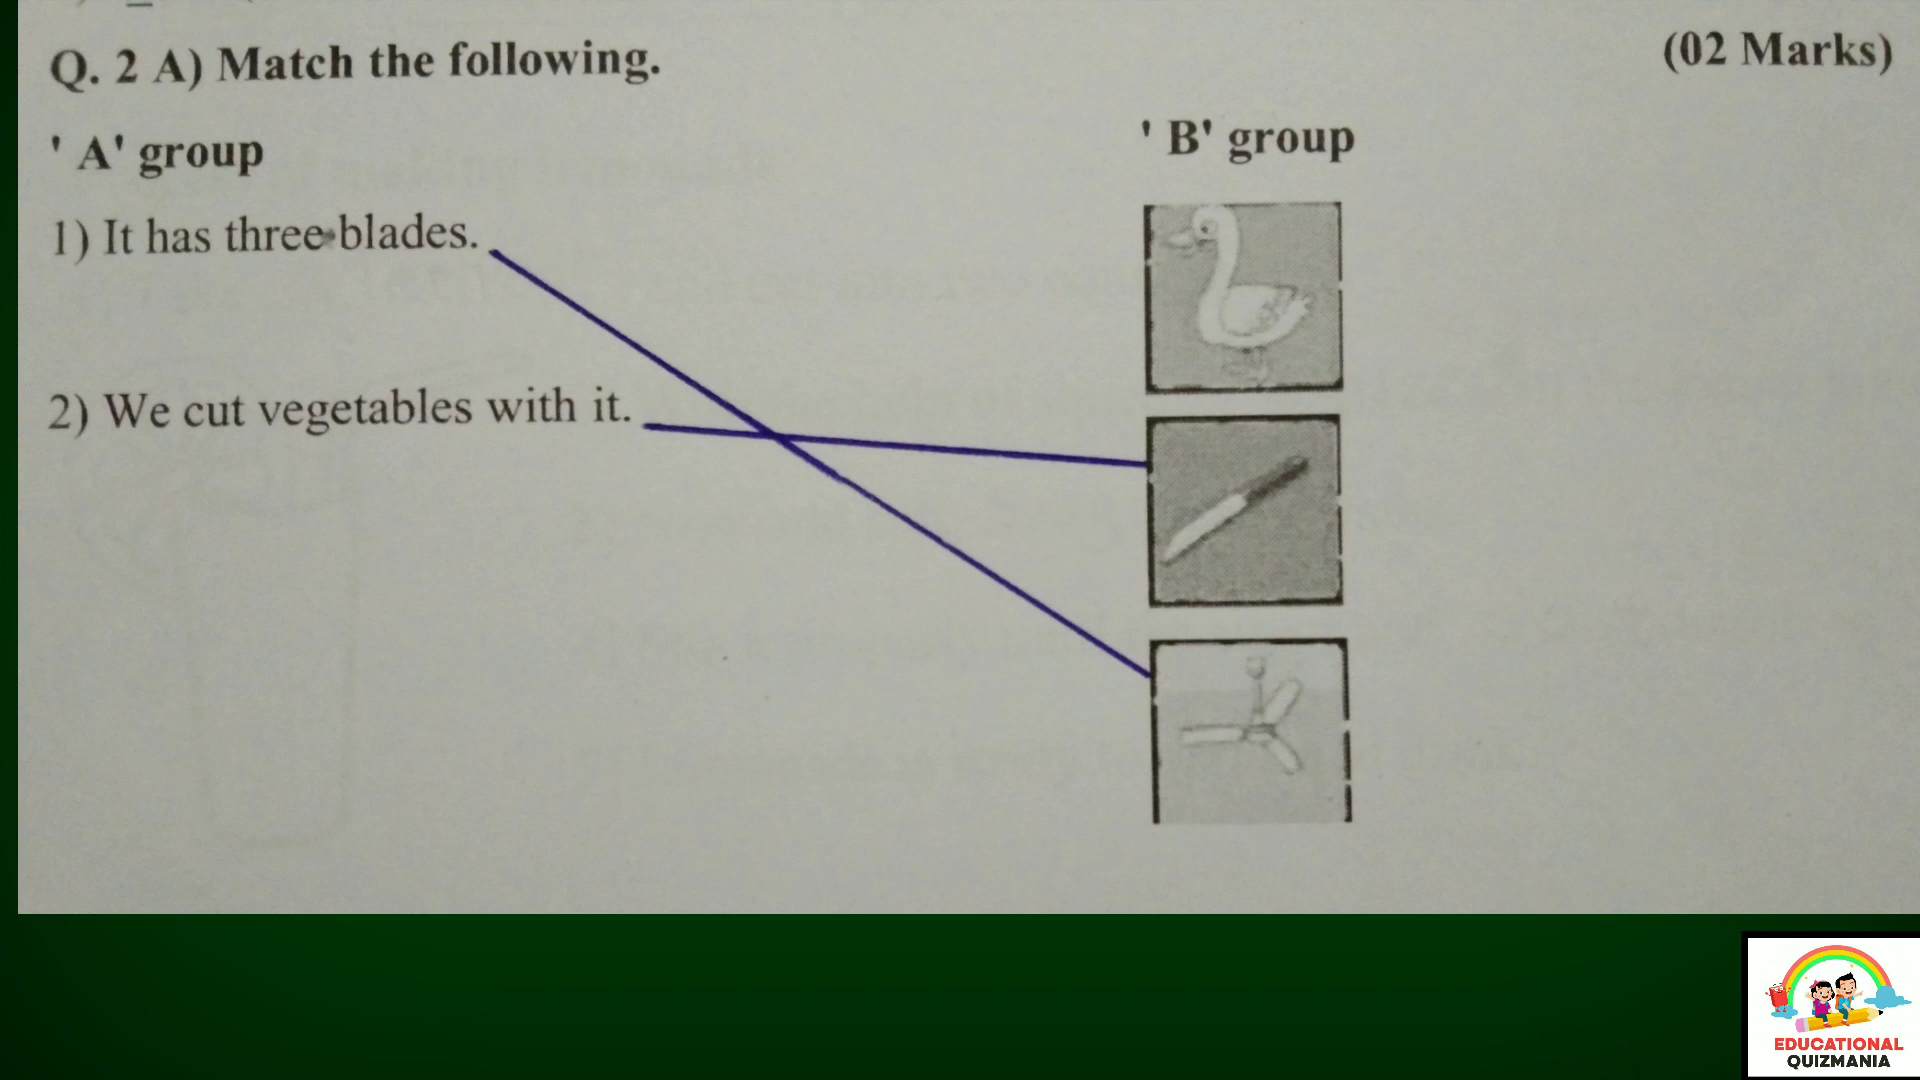 Q. 2 A) Match the following.
(02 Marks)
' A' group
' B' group
1) It has three blades.
2) We cut vegetables with it.
EDUCATIONAL
QUIZMANIA